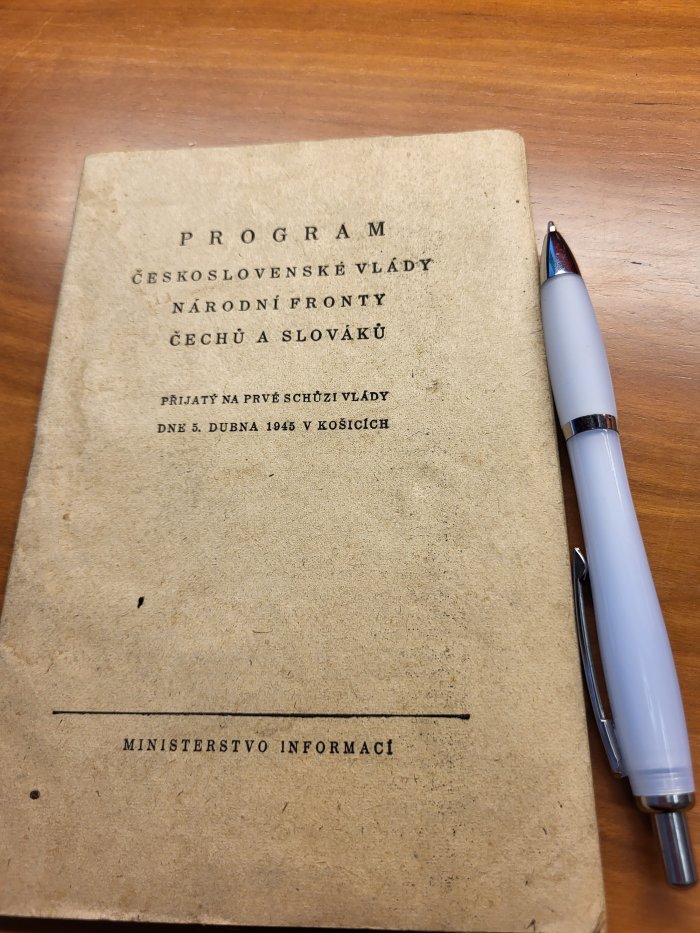 PROGRAM
ČESKOSLOVENSKÉ VLÁDY
NÁRODNÍ FRONTY
ČECHŮ A SLOVÁKŮ
PŘIJATÝ NA PRVÉ SCHŮZI VLÁDY
DNE 5. DUBNA 1945 V KOŠICÍCH
MINISTERSTVO INFORMACÍ